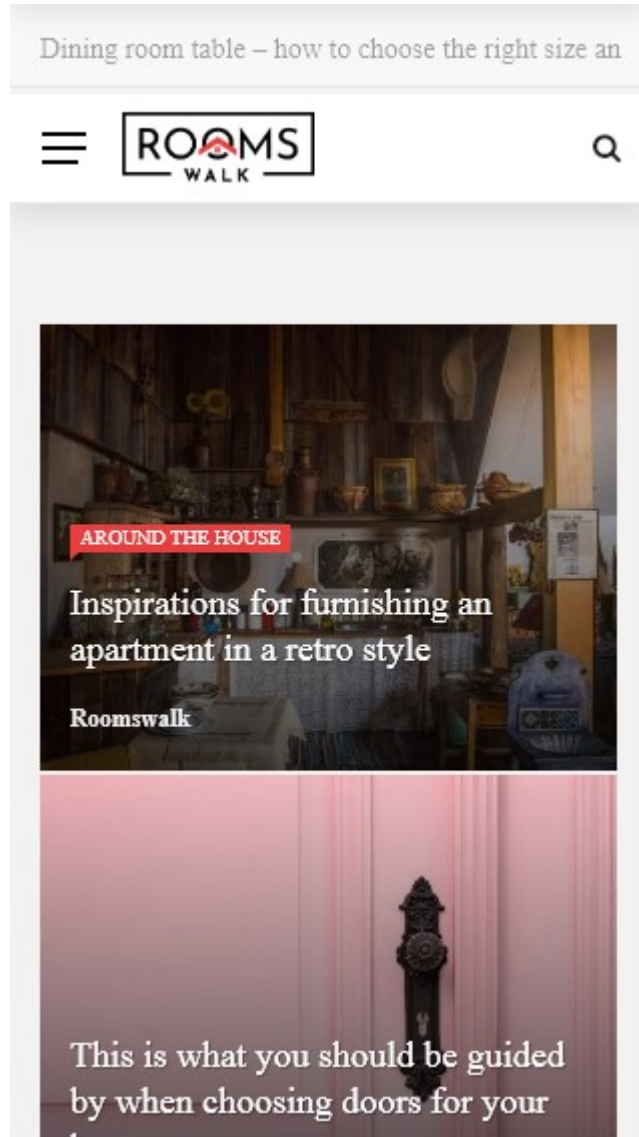 Dining room table – how to choose the right size an
ROOMS
WALK
AROUND THE HOUSE
Inspirations for furnishing an
apartment in a retro style
Roomswalk
This is what you should be guided
by when choosing doors for your